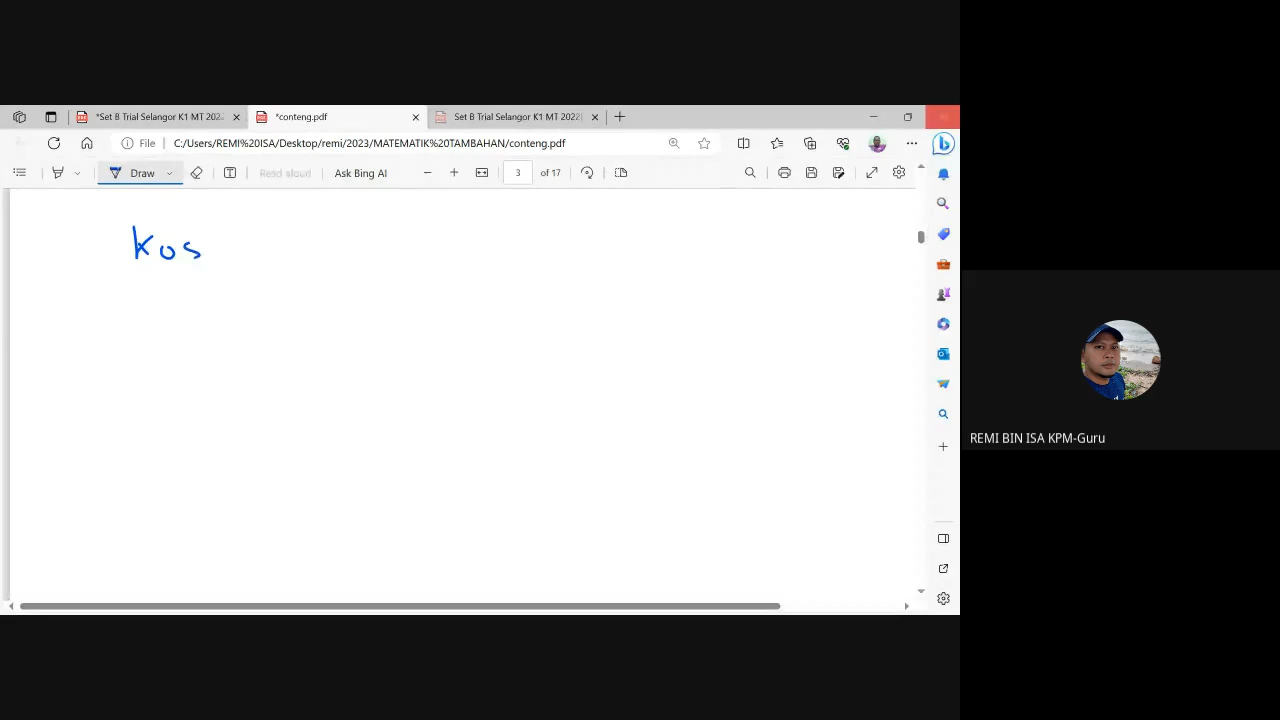 *Set B Trial Selangor K1 MT 202
*conteng.pdf
Set B Trial Selangor K1 MT 2022
File
C:/Users/REMI%20ISA/Desktop/remi/2023/MATEMATIK%20TAMBAHAN/conteng.pdf
Draw
Read aloud
Ask Bing AI
3 of 17
kos
REMI BIN ISA KPM-Guru